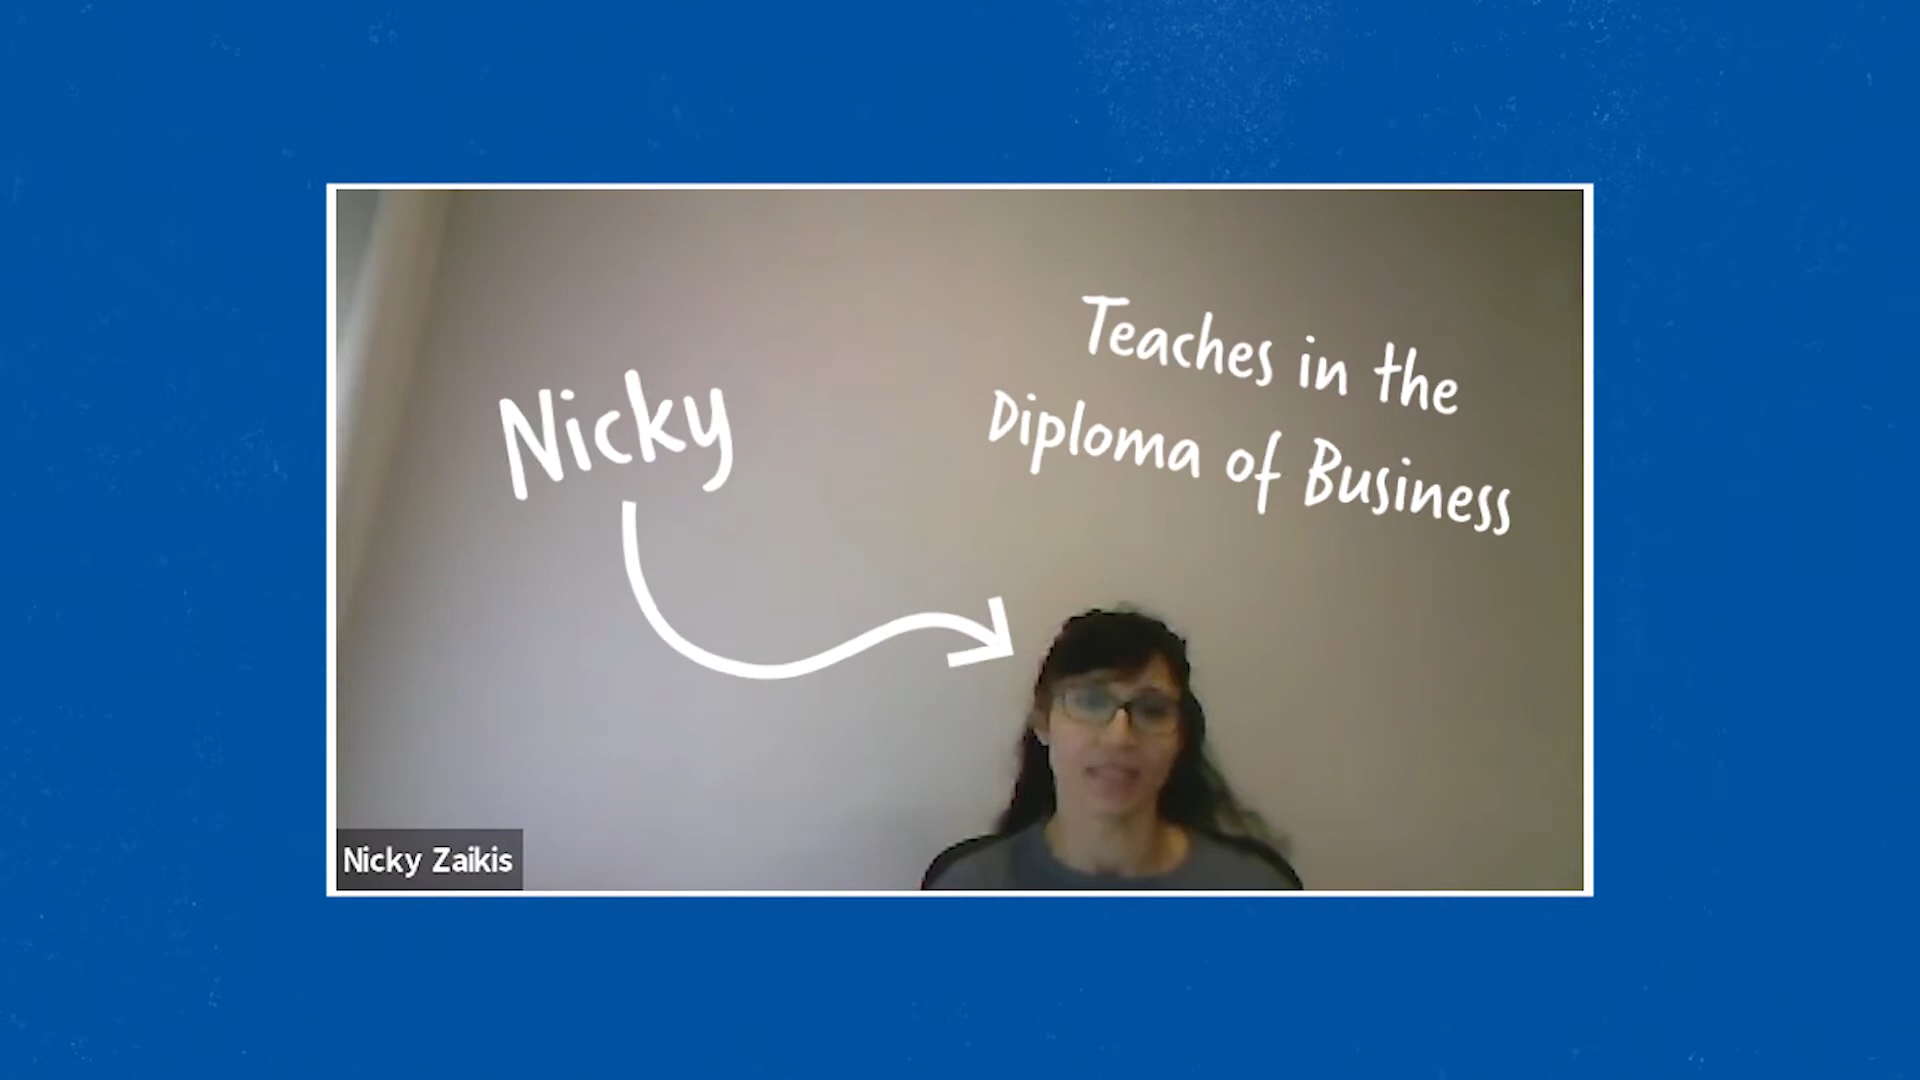 Nicky
Teaches in the
Diploma of Business
Nicky Zaikis